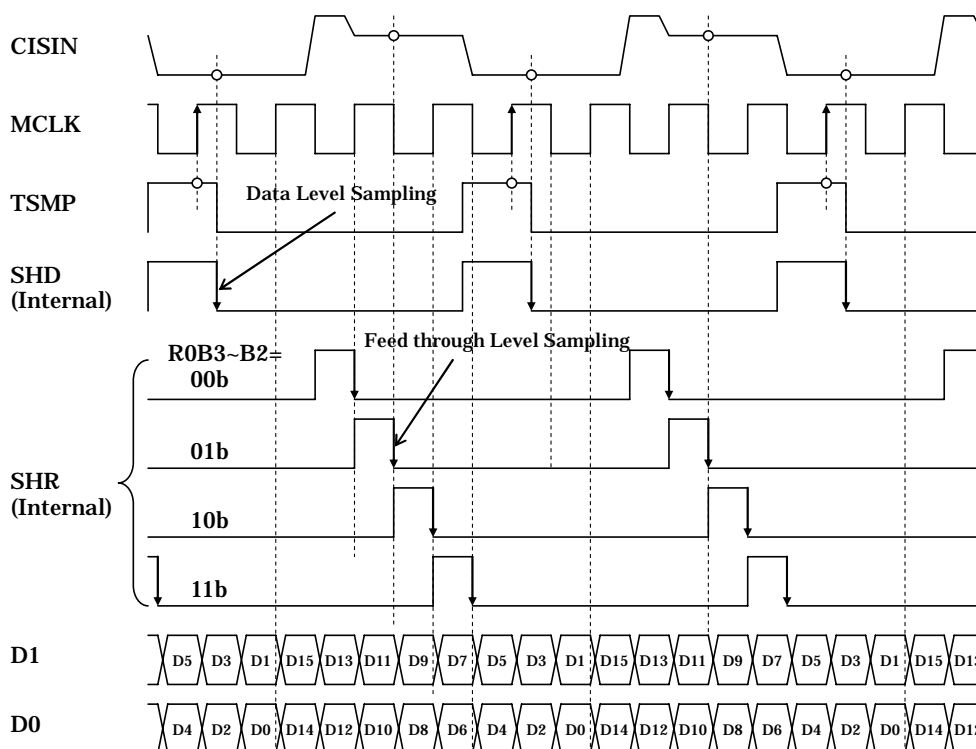 CISIN
MCLK
TSMP
Data Level Sampling
SHD
(Internal)
R0B3~B2=
00b
Feed through Level Sampling
01b
SHR
(Internal)
10b
11b
D1 D5 D3 D1 D15 D13 D11 D9 D7 D5 D3 D1 D15 D13 D11 D9 D7 D5 D3 D1 D15 D13
D0 D4 D2 D0 D14 D12 D10 D8 D6 D4 D2 D0 D14 D12 D10 D8 D6 D4 D2 D0 D14 D12